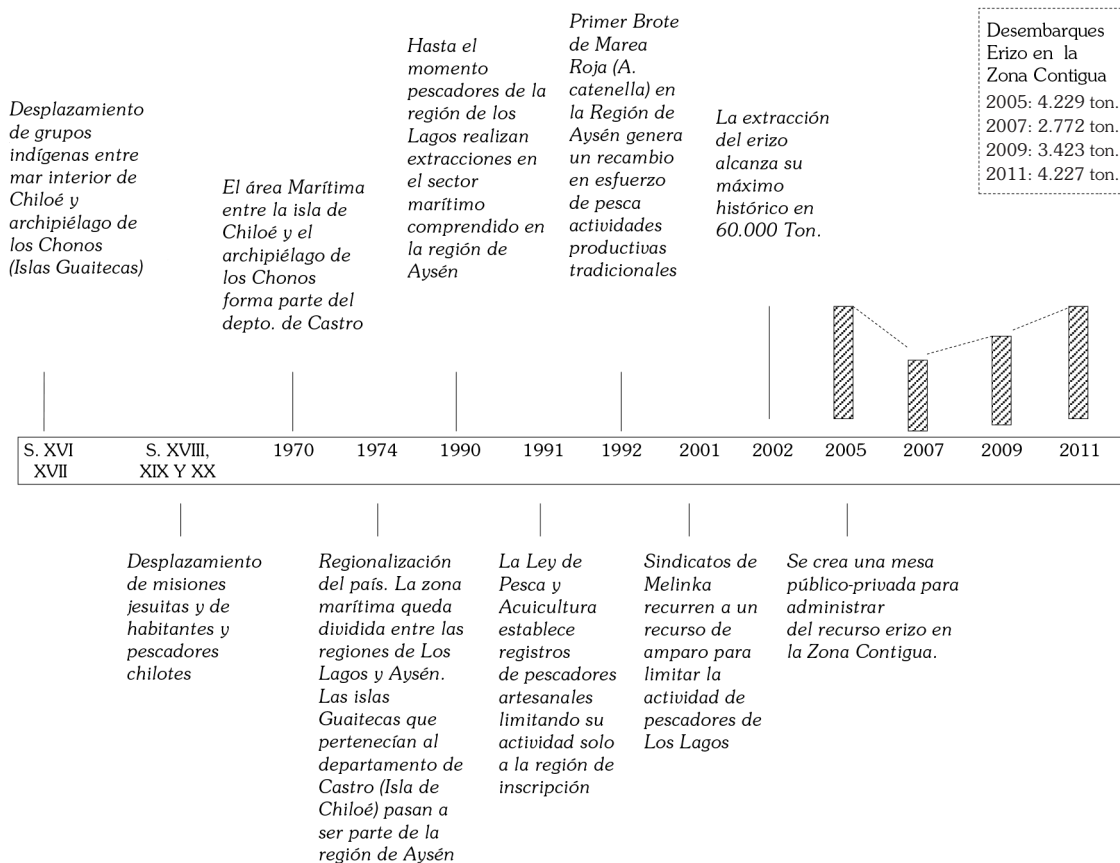 Desplazamiento
de grupos
indígenas entre
mar interior de
Chiloé y
archipiélago de
los Chonos
(Islas Guaitecas)
El área Marítima
entre la isla de
Chiloé y el
archipiélago de
los Chonos
forma parte del
depto. de Castro
Hasta el
momento
pescadores de la
región de los
Lagos realizan
extracciones en
el sector
marítimo
comprendido en
la región de
Aysén
Primer Brote
de Marea
Roja (A.
catenella) en
la Región de
Aysén genera
un recambio
en esfuerzo
de pesca
actividades
productivas
tradicionales
La extracción
del erizo
alcanza su
máximo
histórico en
60.000 Ton.
Desembarques
Erizo en la
Zona Contigua
2005: 4.229 ton.
2007: 2.772 ton.
2009: 3.423 ton.
2011: 4.227 ton.
S. XVI
XVII
S. XVIII,
XIX Y XX
1970
1974
1990
1991
1992
2001
2002
2005
2007
2009
2011
Desplazamiento
de misiones
jesuitas y de
habitantes y
pescadores
chilotes
Regionalización
del país. La zona
marítima queda
dividida entre las
regiones de Los
Lagos y Aysén.
Las islas
Guaitecas que
pertenecían al
departamento de
Castro (Isla de
Chiloé) pasan a
ser parte de la
región de Aysén
La Ley de
Pesca y
Acuicultura
establece
registros
de pescadores
artesanales
limitando su
actividad solo
a la región de
inscripción
Sindicatos de
Melinka
recurren a un
recurso de
amparo para
limitar la
actividad de
pescadores de
Los Lagos
Se crea una mesa
público-privada para
administrar
del recurso erizo en
la Zona Contigua.